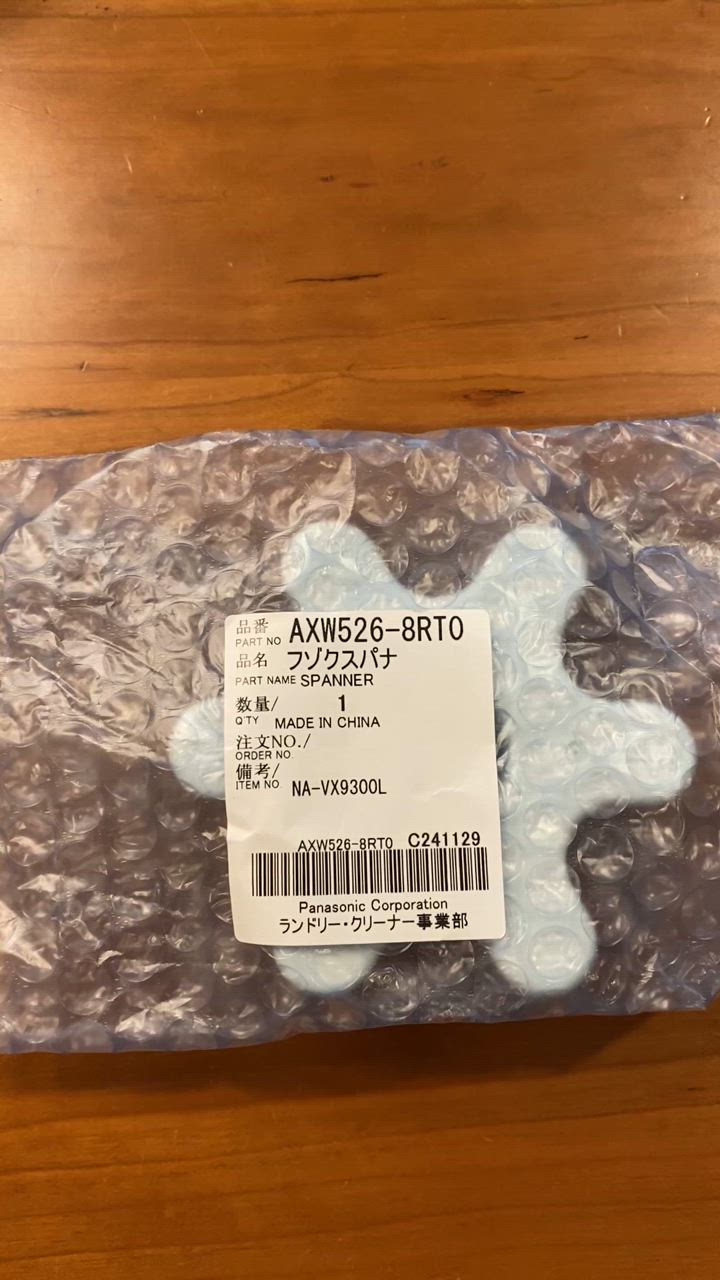 品番 AXW526-8RT0
PART NO
品名 フゾクスパナ
PART NAME SPANNER
数量/ 1
Q'TY MADE IN CHINA
注文NO./
ORDER NO.
備考/
ITEM NO. NA-VX9300L
AXW526-8RT0 C241129
Panasonic Corporation
ランドリー・クリーナー事業部